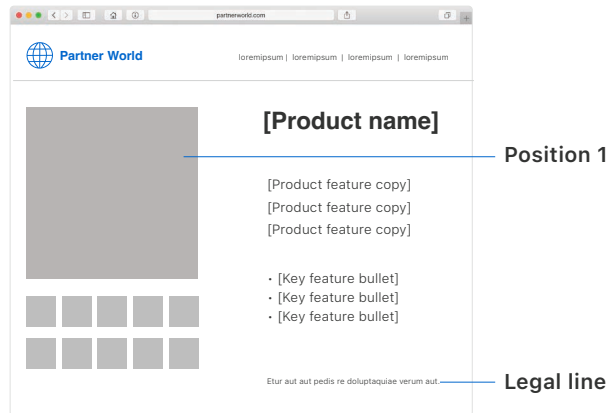 partnerworld.com
Partner World
loremipsum | loremipsum | loremipsum | loremipsum
[Product name]
Position 1
[Product feature copy]
[Product feature copy]
[Product feature copy]
• [Key feature bullet]
• [Key feature bullet]
• [Key feature bullet]
Etur aut aut pedis re doluptaquiae verum aut.
Legal line